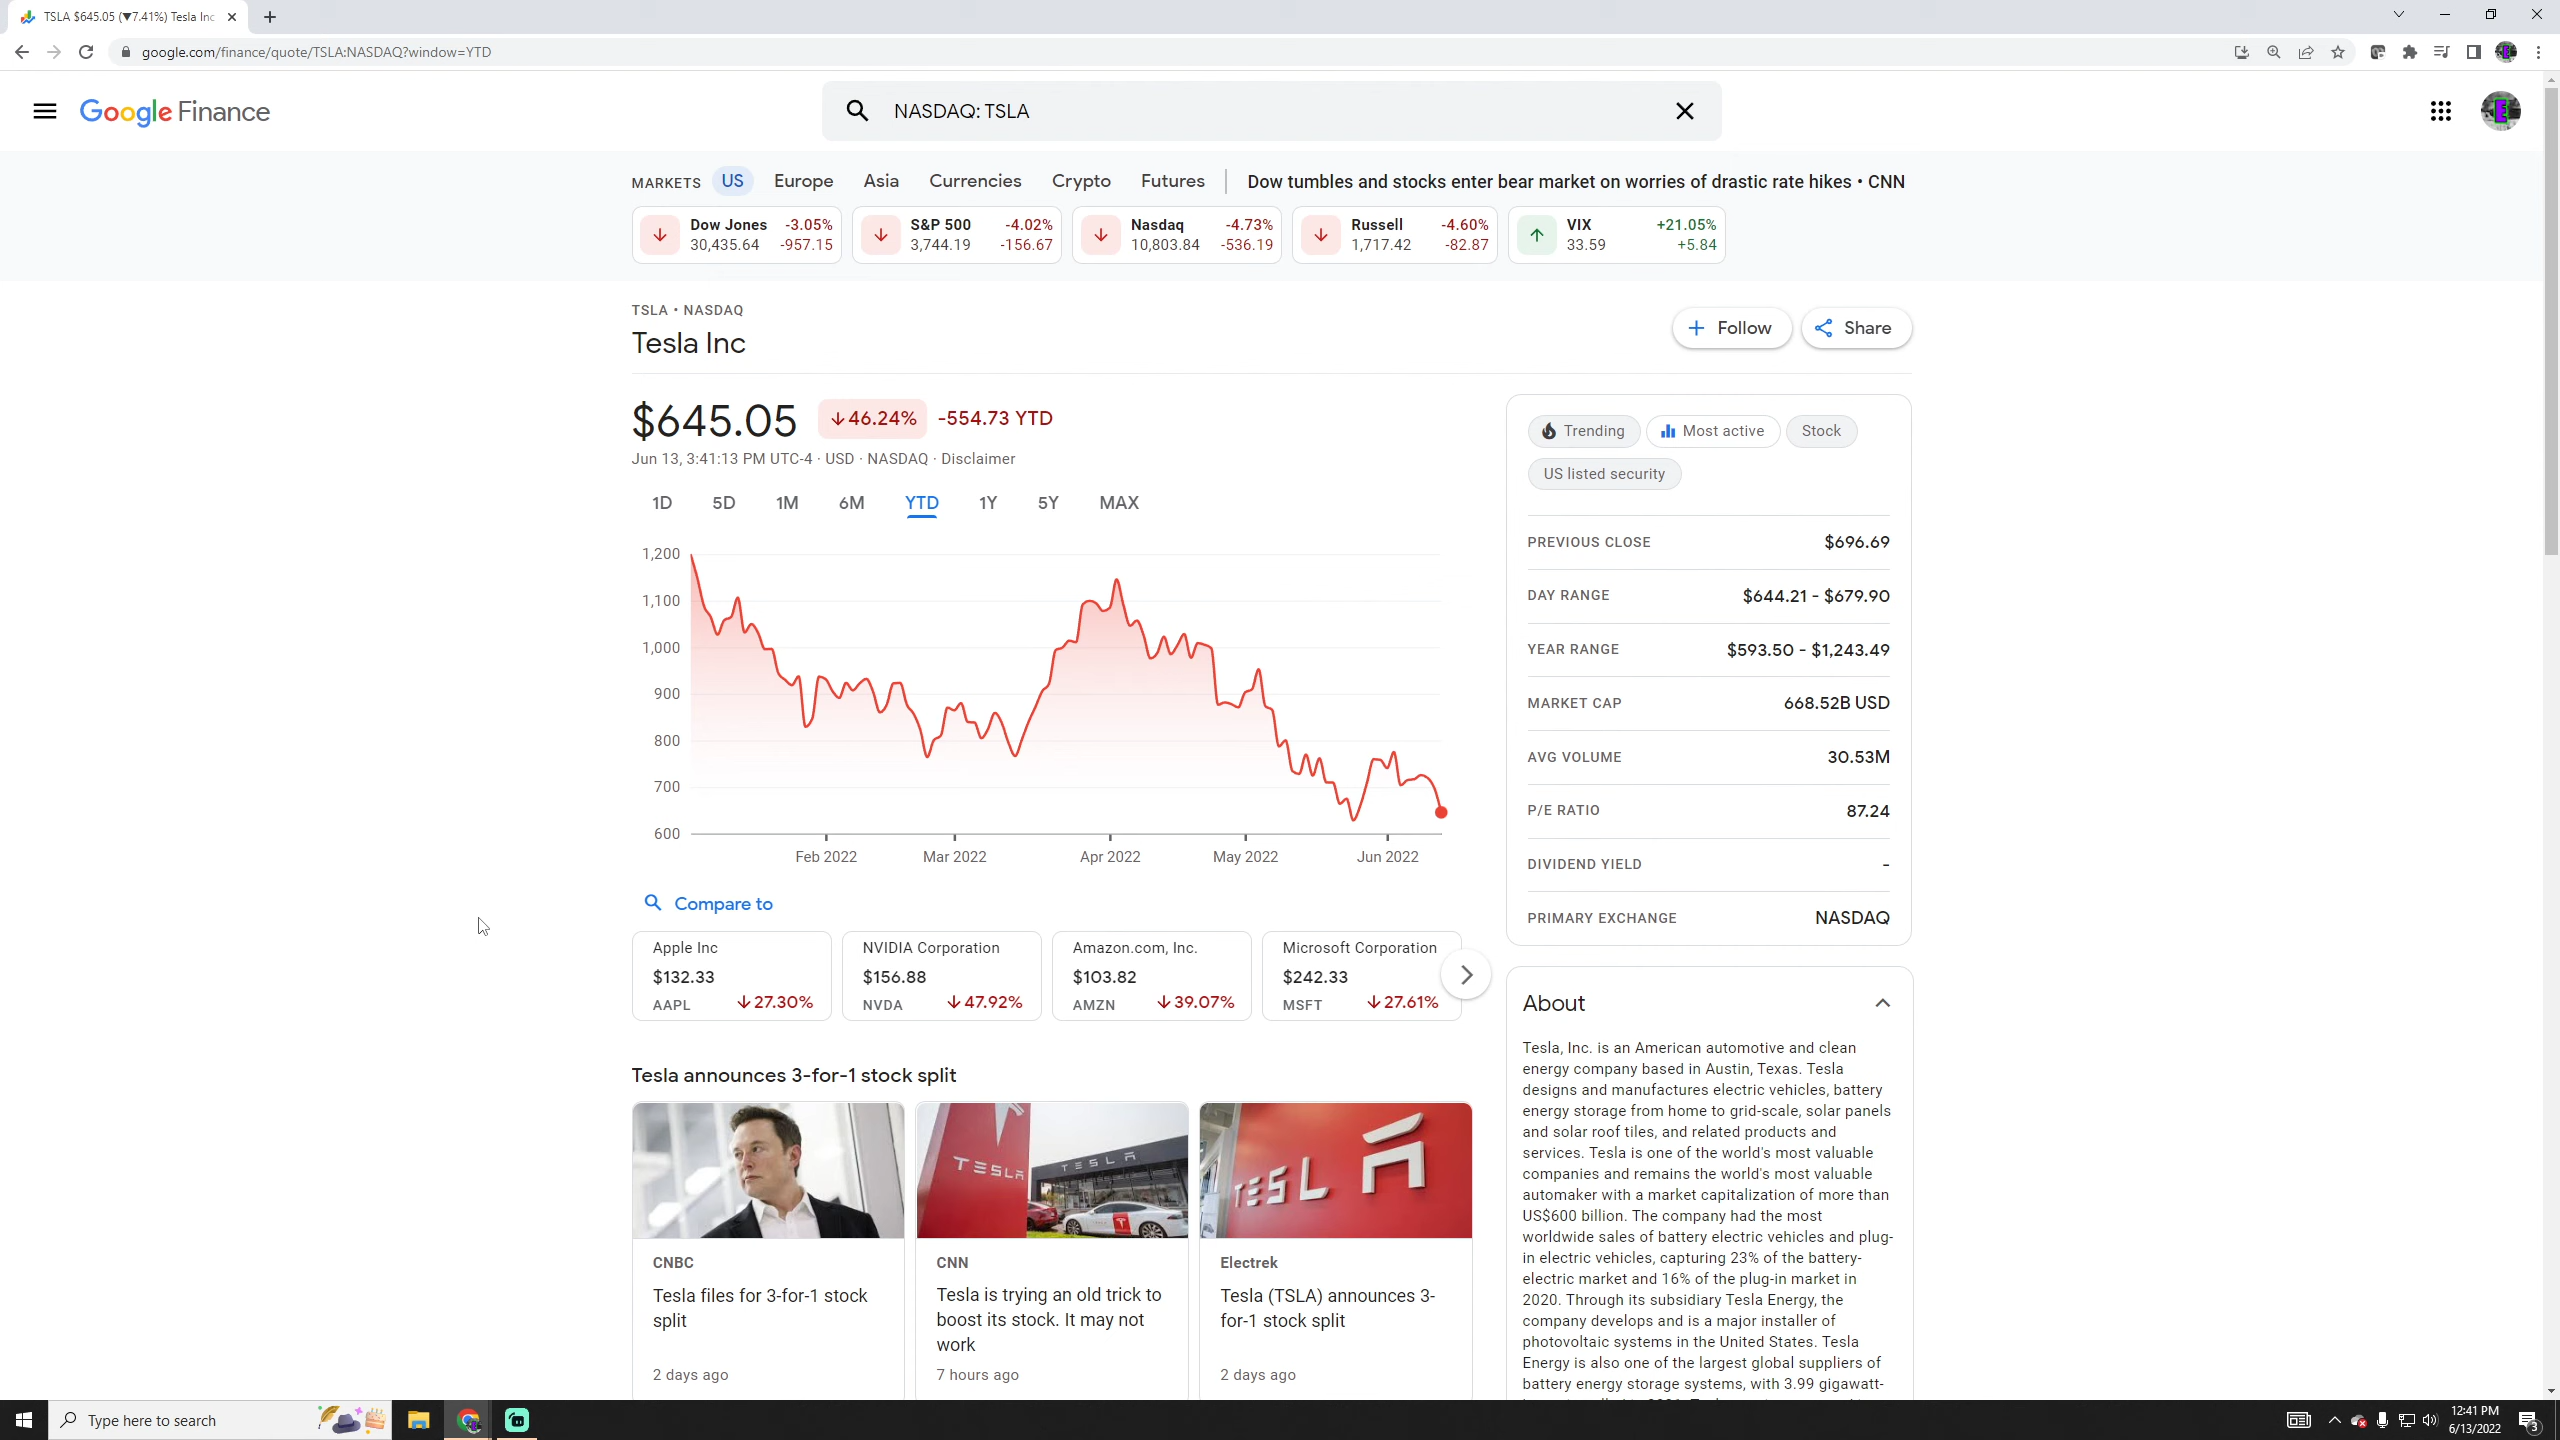 TSLA $645.05 (▼7.41%) Tesla Inc
google.com/finance/quote/TSLA:NASDAQ?window=YTD
Google Finance
NASDAQ: TSLA
MARKETS US Europe Asia Currencies Crypto Futures Dow tumbles and stocks enter bear market on worries of drastic rate hikes • CNN
Dow Jones -3.05%
30,435.64 -957.15
S&P 500 -4.02%
3,744.19 -156.67
Nasdaq -4.73%
10,803.84 -536.19
Russell -4.60%
1,717.42 -82.87
VIX +21.05%
33.59 +5.84
TSLA • NASDAQ
Tesla Inc
Follow Share
$645.05 ↓46.24% -554.73 YTD
Jun 13, 3:41:13 PM UTC-4 · USD · NASDAQ · Disclaimer
1D 5D 1M 6M YTD 1Y 5Y MAX
1,200
1,100
1,000
900
800
700
600
Feb 2022 Mar 2022 Apr 2022 May 2022 Jun 2022
Compare to
Apple Inc
$132.33
AAPL ↓27.30%
NVIDIA Corporation
$156.88
NVDA ↓47.92%
Amazon.com, Inc.
$103.82
AMZN ↓39.07%
Microsoft Corporation
$242.33
MSFT ↓27.61%
Tesla announces 3-for-1 stock split
TESLA
TESLA
TESL
CNBC
Tesla files for 3-for-1 stock
split
2 days ago
CNN
Tesla is trying an old trick to
boost its stock. It may not
work
7 hours ago
Electrek
Tesla (TSLA) announces 3-
for-1 stock split
2 days ago
Trending Most active Stock
US listed security
PREVIOUS CLOSE $696.69
DAY RANGE $644.21 - $679.90
YEAR RANGE $593.50 - $1,243.49
MARKET CAP 668.52B USD
AVG VOLUME 30.53M
P/E RATIO 87.24
DIVIDEND YIELD -
PRIMARY EXCHANGE NASDAQ
About
Tesla, Inc. is an American automotive and clean
energy company based in Austin, Texas. Tesla
designs and manufactures electric vehicles, battery
energy storage from home to grid-scale, solar panels
and solar roof tiles, and related products and
services. Tesla is one of the world's most valuable
companies and remains the world's most valuable
automaker with a market capitalization of more than
US$600 billion. The company had the most
worldwide sales of battery electric vehicles and plug-
in electric vehicles, capturing 23% of the battery-
electric market and 16% of the plug-in market in
2020. Through its subsidiary Tesla Energy, the
company develops and is a major installer of
photovoltaic systems in the United States. Tesla
Energy is also one of the largest global suppliers of
battery energy storage systems, with 3.99 gigawatt-
Type here to search
12:41 PM
6/13/2022
3